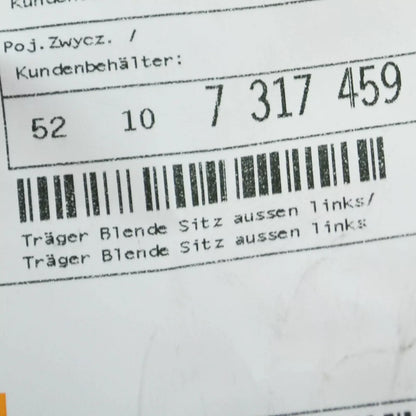 Poj.Zwycz. /
Kundenbehälter:
52 10 7 317 459
Träger Blende Sitz aussen links/
Träger Blende Sitz aussen links